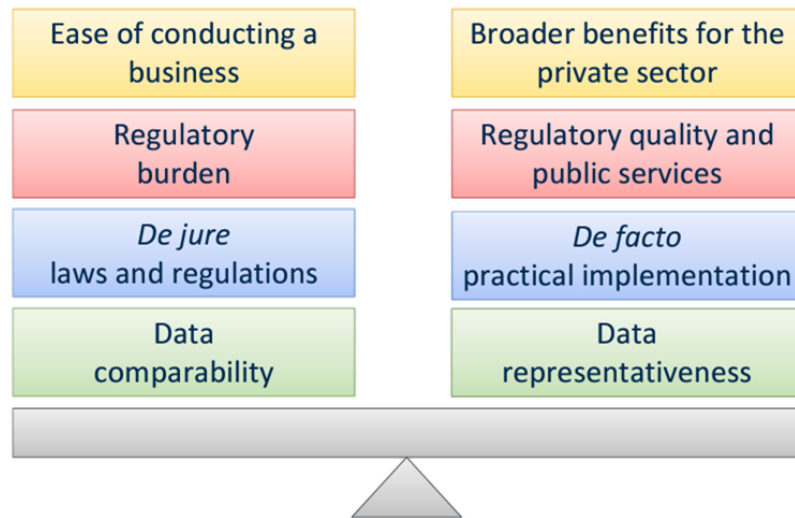 Ease of conducting a
business
Broader benefits for the
private sector
Regulatory
burden
Regulatory quality and
public services
De jure
laws and regulations
De facto
practical implementation
Data
comparability
Data
representativeness